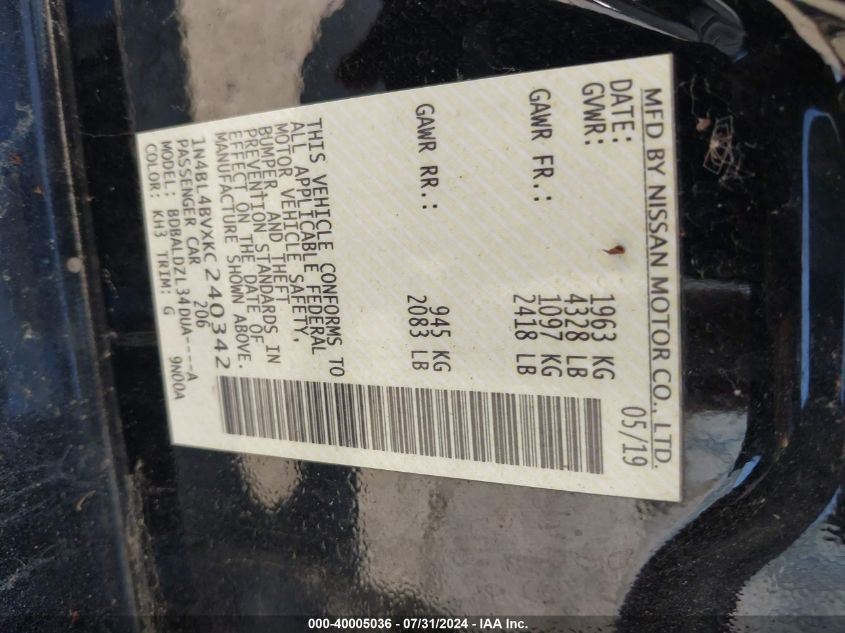 MFD BY NISSAN MOTOR CO., LTD.
DATE: 05/19
GVWR: 1963 KG
4328 LB
GAWR FR.: 1097 KG
2418 LB
GAWR RR.: 945 KG
2083 LB
THIS VEHICLE CONFORMS TO
ALL APPLICABLE FEDERAL
MOTOR VEHICLE SAFETY,
BUMPER, AND THEFT
PREVENTION STANDARDS IN
EFFECT ON THE DATE OF
MANUFACTURE SHOWN ABOVE.
1N4BL4BVXKC240342
PASSENGER CAR 206
MODEL: BDBALDZL34DUA----A
COLOR: KH3 TRIM: G 9N00A
000-40005036 - 07/31/2024 - IAA Inc.